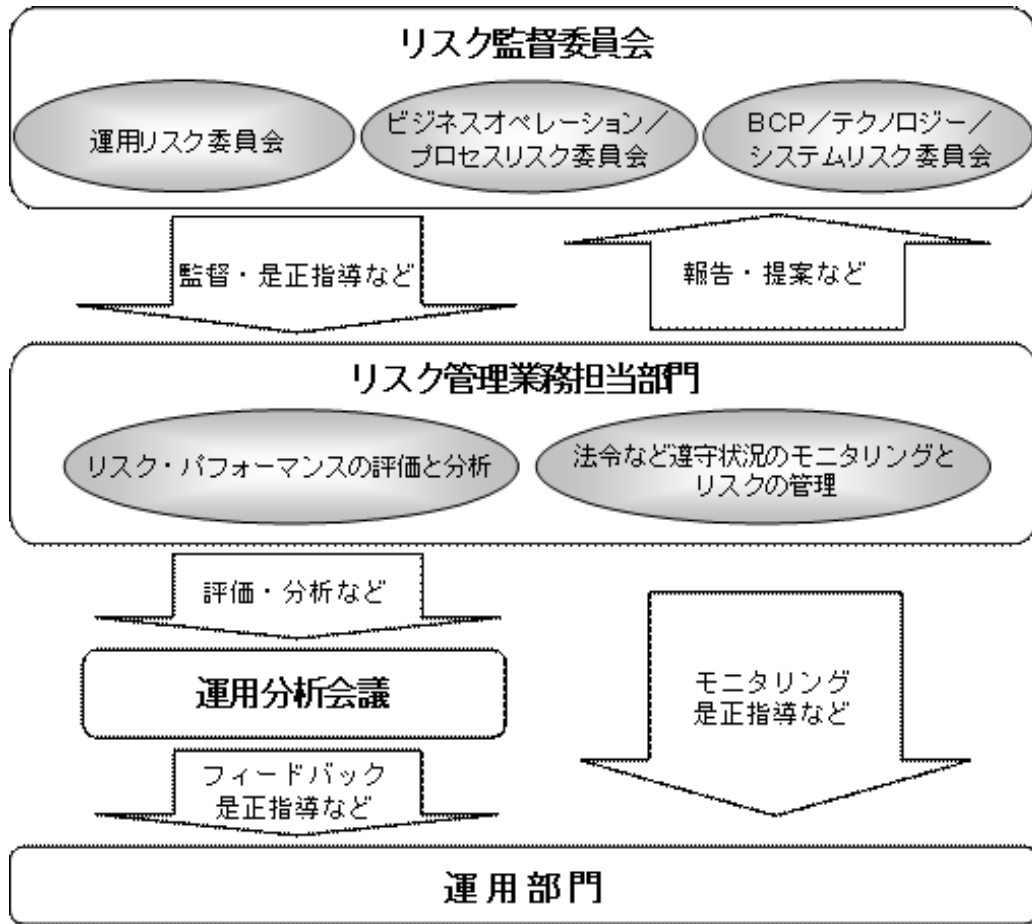 リスク監督委員会
運用リスク委員会
ビジネスオペレーション／
プロセスリスク委員会
BCP／テクノロジー／
システムリスク委員会
監督・是正指導など
報告・提案など
リスク管理業務担当部門
リスク・パフォーマンスの評価と分析
法令など遵守状況のモニタリングと
リスクの管理
評価・分析など
運用分析会議
モニタリング
是正指導など
フィードバック
是正指導など
運用部門